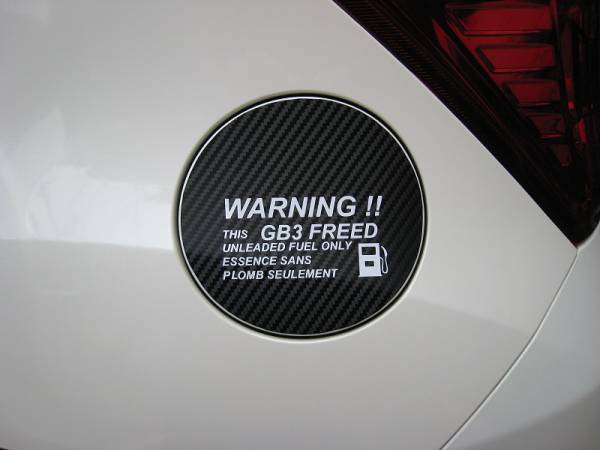 WARNING !!
THIS GB3 FREED
UNLEADED FUEL ONLY
ESSENCE SANS
PLOMB SEULEMENT